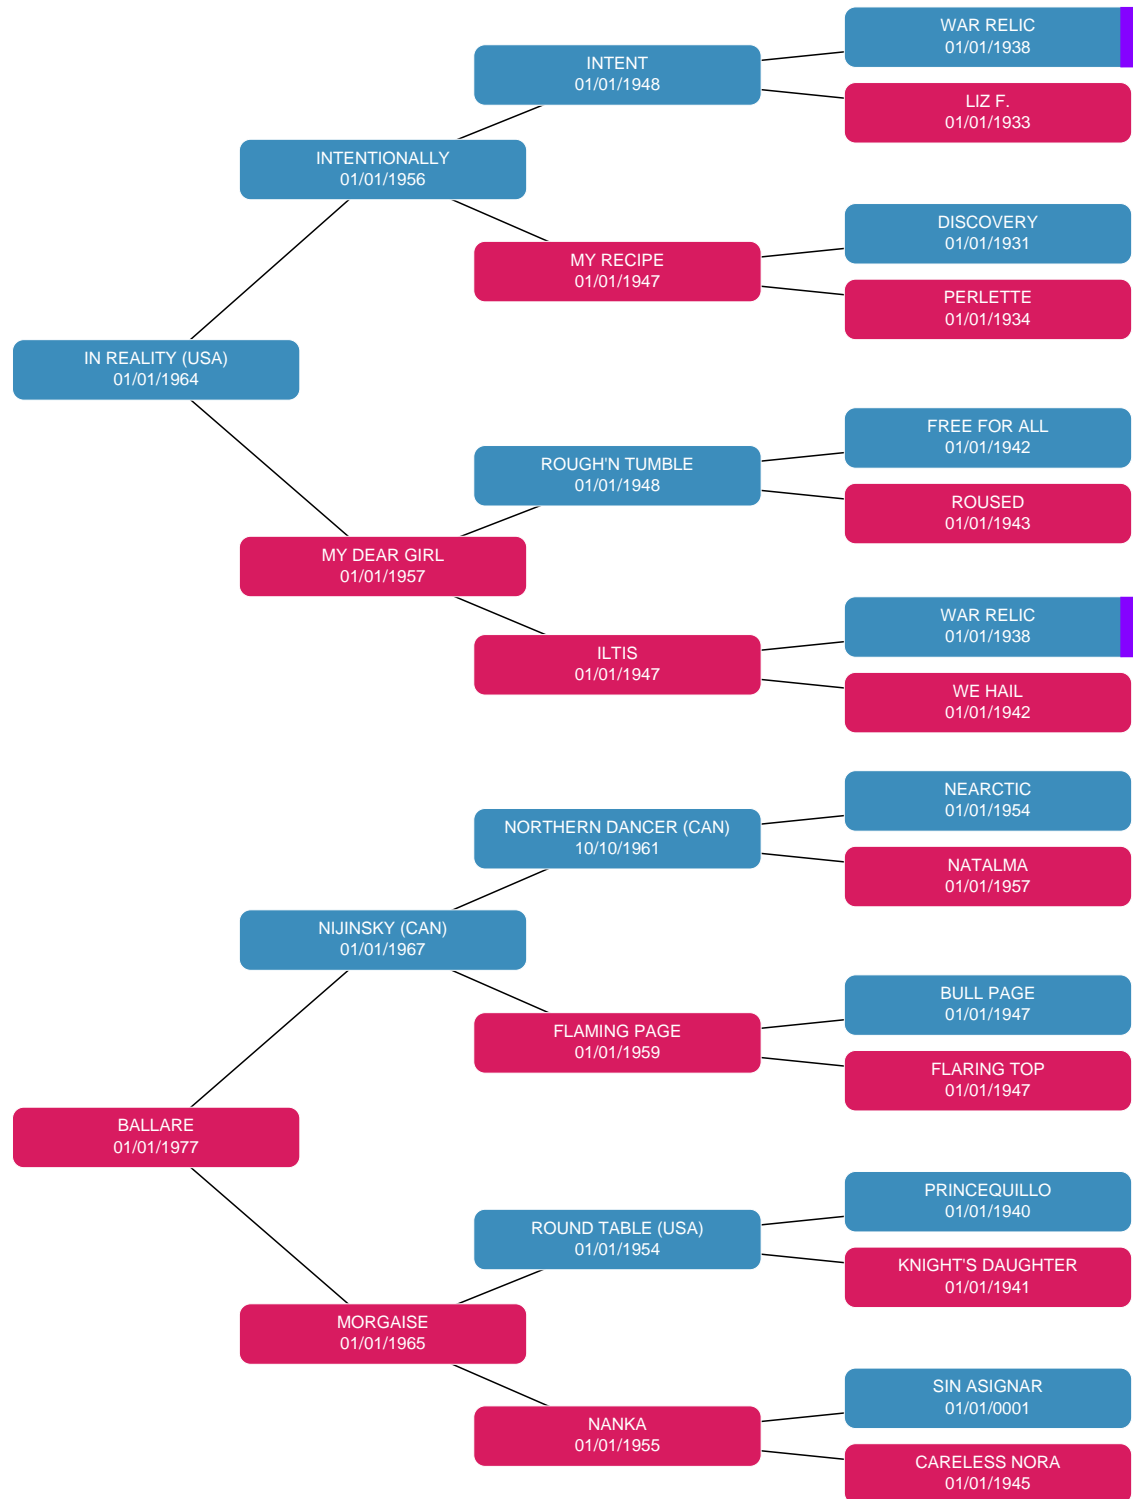 WAR RELIC
01/01/1938
INTENT
01/01/1948
LIZ F.
01/01/1933
INTENTIONALLY
01/01/1956
DISCOVERY
01/01/1931
MY RECIPE
01/01/1947
PERLETTE
01/01/1934
IN REALITY (USA)
01/01/1964
FREE FOR ALL
01/01/1942
ROUGH'N TUMBLE
01/01/1948
ROUSED
01/01/1943
MY DEAR GIRL
01/01/1957
WAR RELIC
01/01/1938
ILTIS
01/01/1947
WE HAIL
01/01/1942
NEARCTIC
01/01/1954
NORTHERN DANCER (CAN)
10/10/1961
NATALMA
01/01/1957
NIJINSKY (CAN)
01/01/1967
BULL PAGE
01/01/1947
FLAMING PAGE
01/01/1959
FLARING TOP
01/01/1947
BALLARE
01/01/1977
PRINCEQUILLO
01/01/1940
ROUND TABLE (USA)
01/01/1954
KNIGHT'S DAUGHTER
01/01/1941
MORGAISE
01/01/1965
SIN ASIGNAR
01/01/0001
NANKA
01/01/1955
CARELESS NORA
01/01/1945